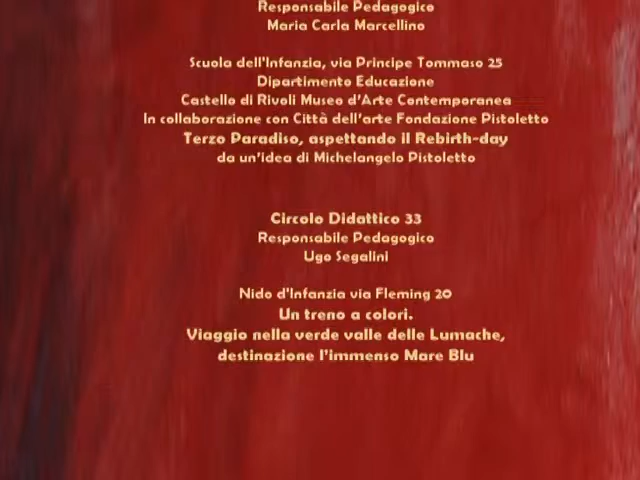 Responsabile Pedagogico
Maria Carla Marcellino
Scuola dell'Infanzia, via Principe Tommaso 25
Dipartimento Educazione
Castello di Rivoli Museo d'Arte Contemporanea
In collaborazione con Città dell'arte Fondazione Pistoletto
Terzo Paradiso, aspettando il Rebirth-day
da un'idea di Michelangelo Pistoletto
Circolo Didattico 33
Responsabile Pedagogico
Ugo Segalini
Nido d'Infanzia via Fleming 20
Un treno a colori.
Viaggio nella verde valle delle Lumache,
destinazione l'immenso Mare Blu